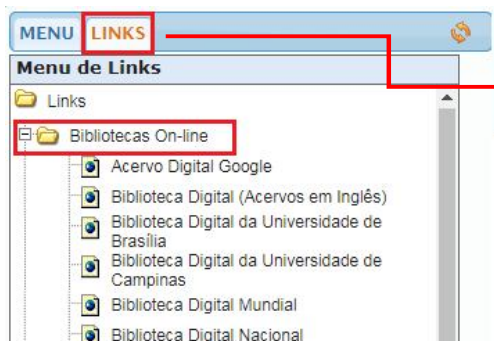 MENU LINKS
Menu de Links
Links
Bibliotecas On-line
Acervo Digital Google
Biblioteca Digital (Acervos em Inglês)
Biblioteca Digital da Universidade de
Brasília
Biblioteca Digital da Universidade de
Campinas
Biblioteca Digital Mundial
Biblioteca Digital Nacional